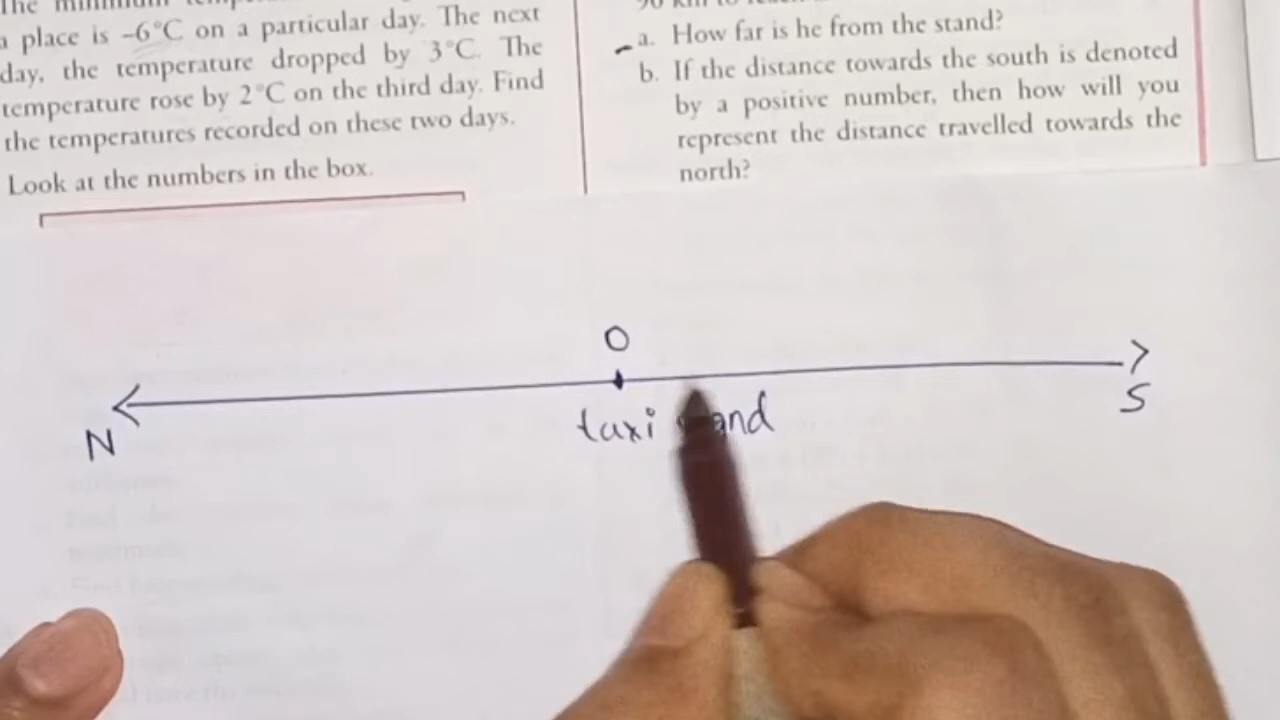 a place is –6°C on a particular day. The next
day, the temperature dropped by 3°C. The
temperature rose by 2°C on the third day. Find
the temperatures recorded on these two days.
Look at the numbers in the box.
a. How far is he from the stand?
b. If the distance towards the south is denoted
by a positive number, then how will you
represent the distance travelled towards the
north?
O
N
S
taxi